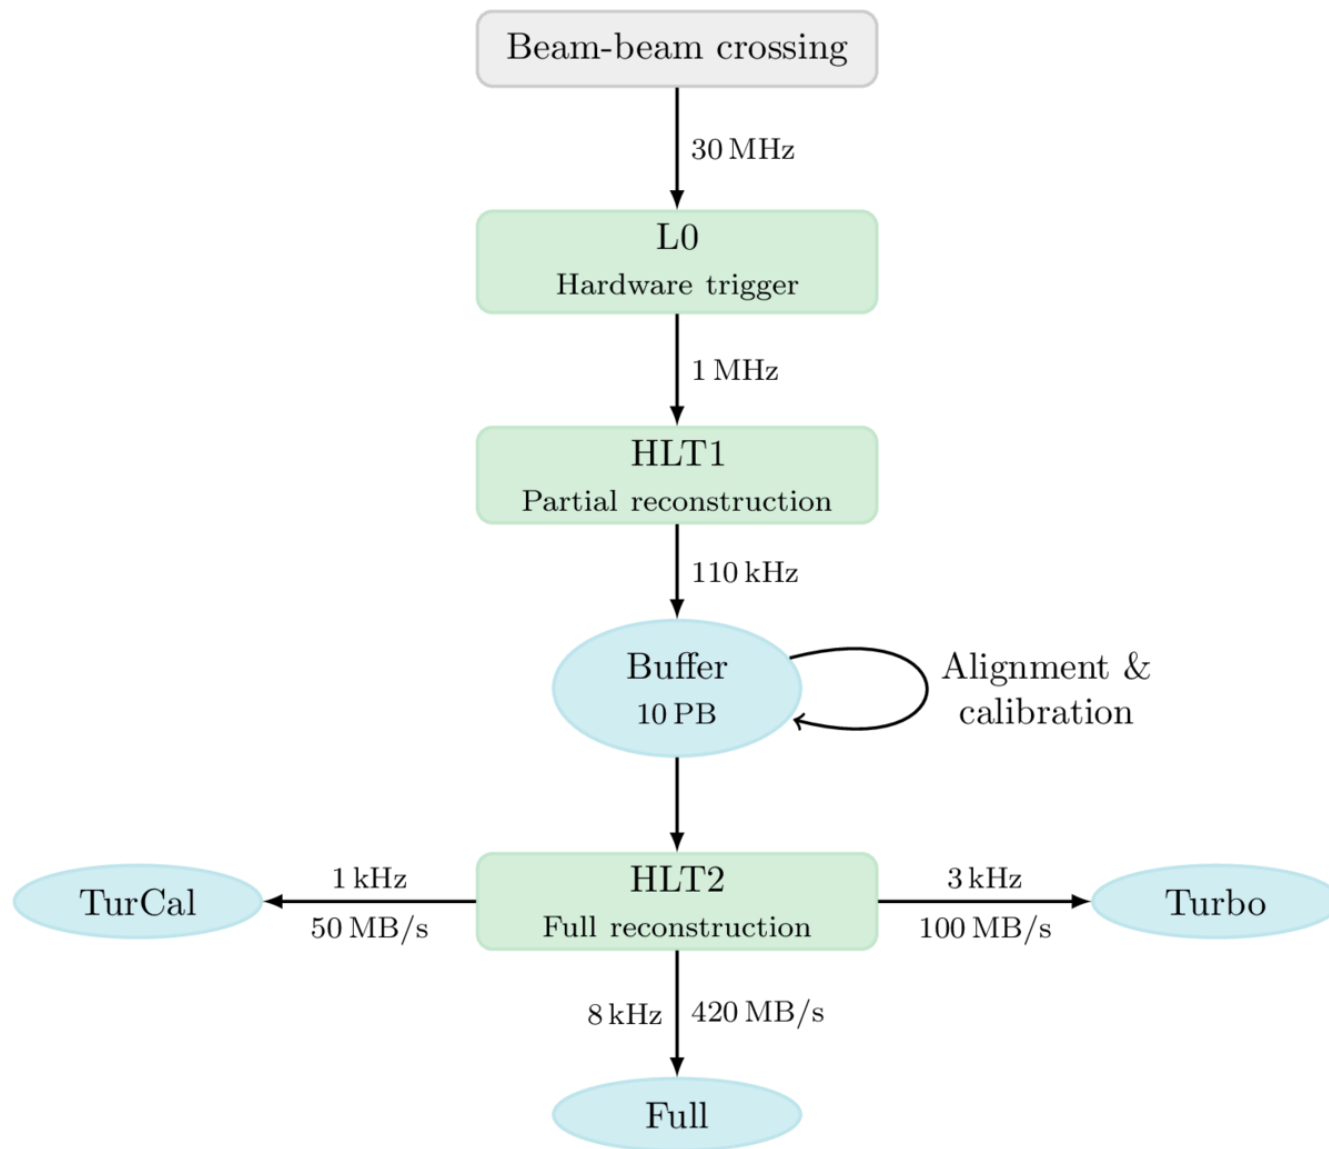 Beam-beam crossing
30 MHz
L0
Hardware trigger
1 MHz
HLT1
Partial reconstruction
110 kHz
Buffer
10 PB
Alignment &
calibration
TurCal
1 kHz
50 MB/s
HLT2
Full reconstruction
3 kHz
100 MB/s
Turbo
8 kHz
420 MB/s
Full